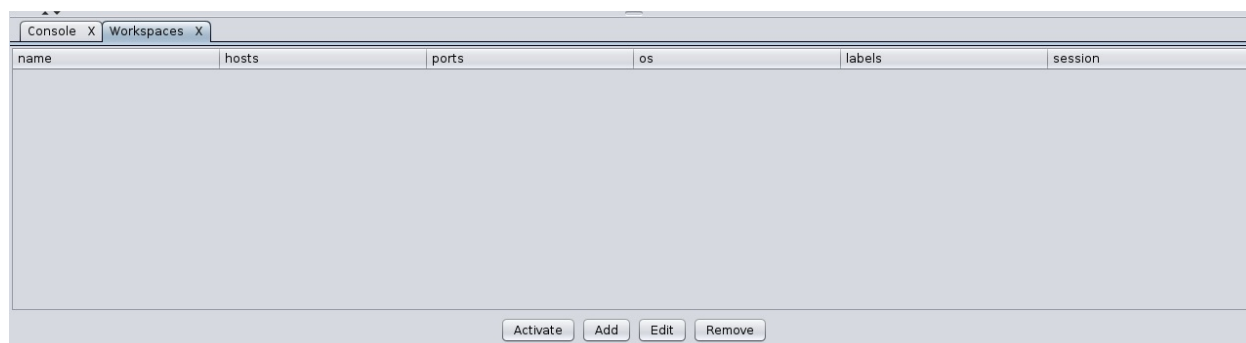 Console X Workspaces X
name hosts ports os labels session
Activate Add Edit Remove